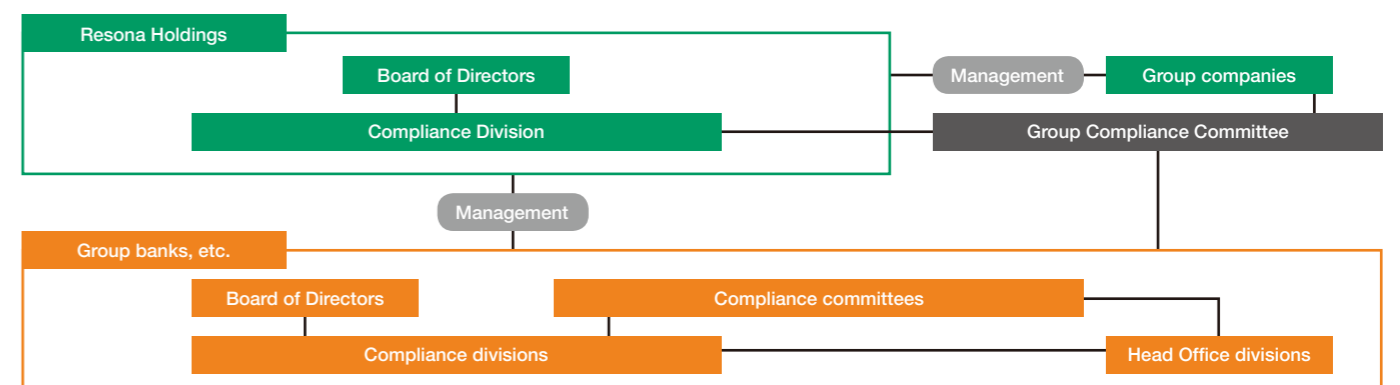 Resona Holdings
Board of Directors
Management
Group companies
Compliance Division
Group Compliance Committee
Management
Group banks, etc.
Board of Directors
Compliance committees
Compliance divisions
Head Office divisions